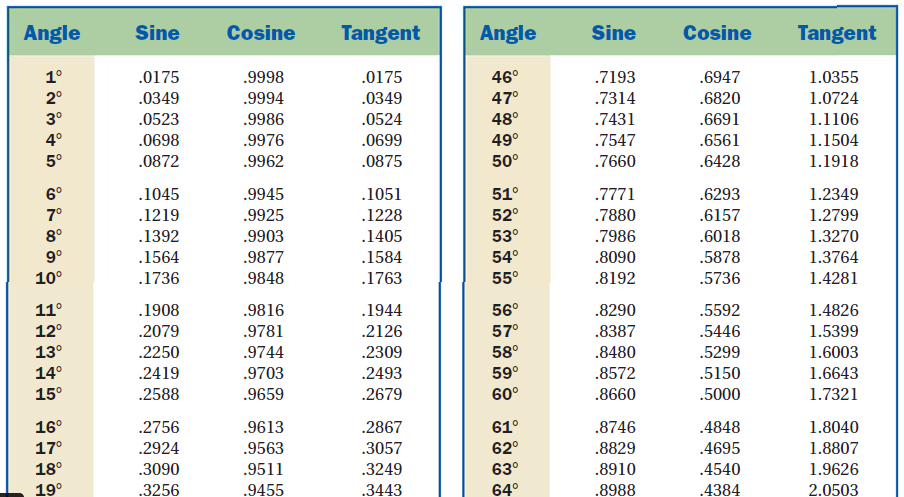 Angle Sine Cosine Tangent Angle Sine Cosine Tangent
1° .0175 .9998 .0175 46° .7193 .6947 1.0355
2° .0349 .9994 .0349 47° .7314 .6820 1.0724
3° .0523 .9986 .0524 48° .7431 .6691 1.1106
4° .0698 .9976 .0699 49° .7547 .6561 1.1504
5° .0872 .9962 .0875 50° .7660 .6428 1.1918
6° .1045 .9945 .1051 51° .7771 .6293 1.2349
7° .1219 .9925 .1228 52° .7880 .6157 1.2799
8° .1392 .9903 .1405 53° .7986 .6018 1.3270
9° .1564 .9877 .1584 54° .8090 .5878 1.3764
10° .1736 .9848 .1763 55° .8192 .5736 1.4281
11° .1908 .9816 .1944 56° .8290 .5592 1.4826
12° .2079 .9781 .2126 57° .8387 .5446 1.5399
13° .2250 .9744 .2309 58° .8480 .5299 1.6003
14° .2419 .9703 .2493 59° .8572 .5150 1.6643
15° .2588 .9659 .2679 60° .8660 .5000 1.7321
16° .2756 .9613 .2867 61° .8746 .4848 1.8040
17° .2924 .9563 .3057 62° .8829 .4695 1.8807
18° .3090 .9511 .3249 63° .8910 .4540 1.9626
19° .3256 .9455 .3443 64° .8988 .4384 2.0503